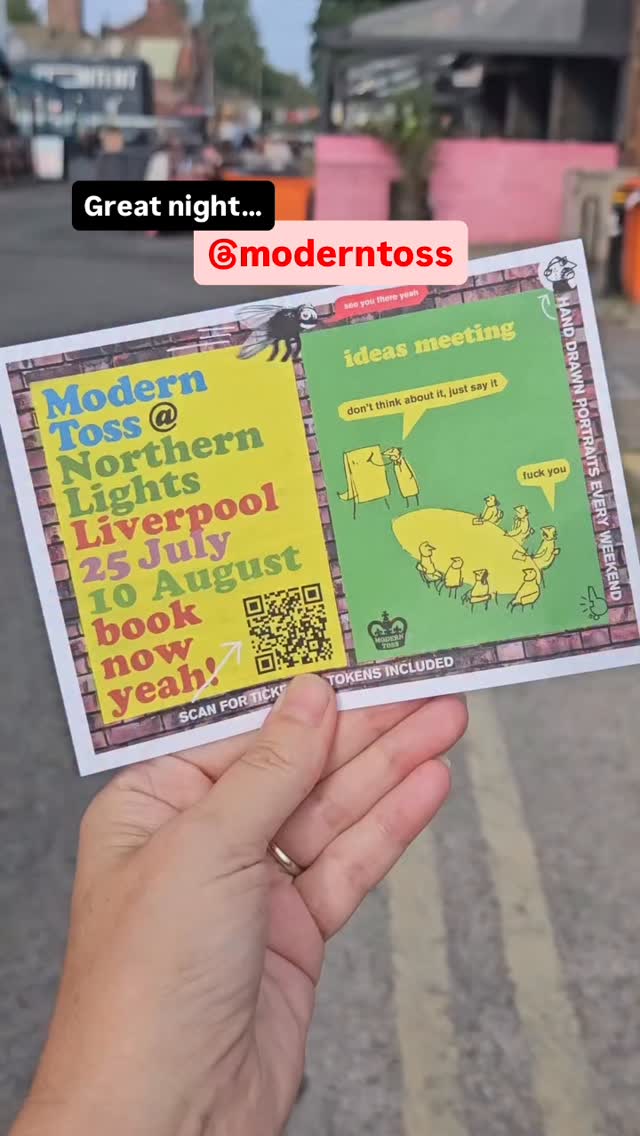 Great night...
@moderntoss
see you there yeah
Modern
Toss @
Northern
Lights
Liverpool
25 July
10 August
book
now
yeah!
SCAN FOR TOKENS INCLUDED
ideas meeting
don't think about it, just say it
fuck you
MODERN
TOSS
HAND DRAWN PORTRAITS EVERY WEEKEND